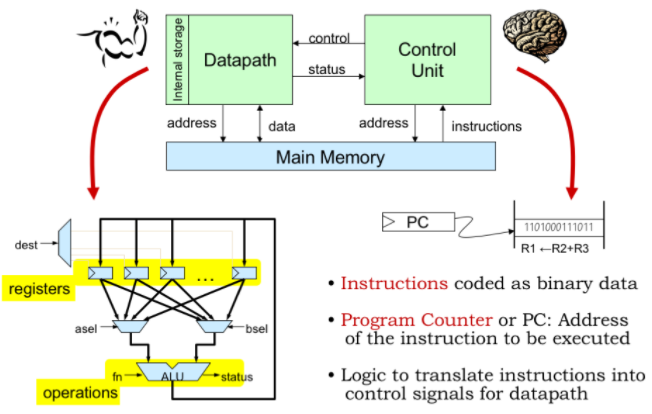 Internal storage
Datapath
control
status
Control
Unit
address
data
address
instructions
Main Memory
dest
registers
...
asel
bsel
fn
ALU
status
operations
PC
1101000111011
R1 ←R2+R3
• Instructions coded as binary data
• Program Counter or PC: Address
of the instruction to be executed
• Logic to translate instructions into
control signals for datapath